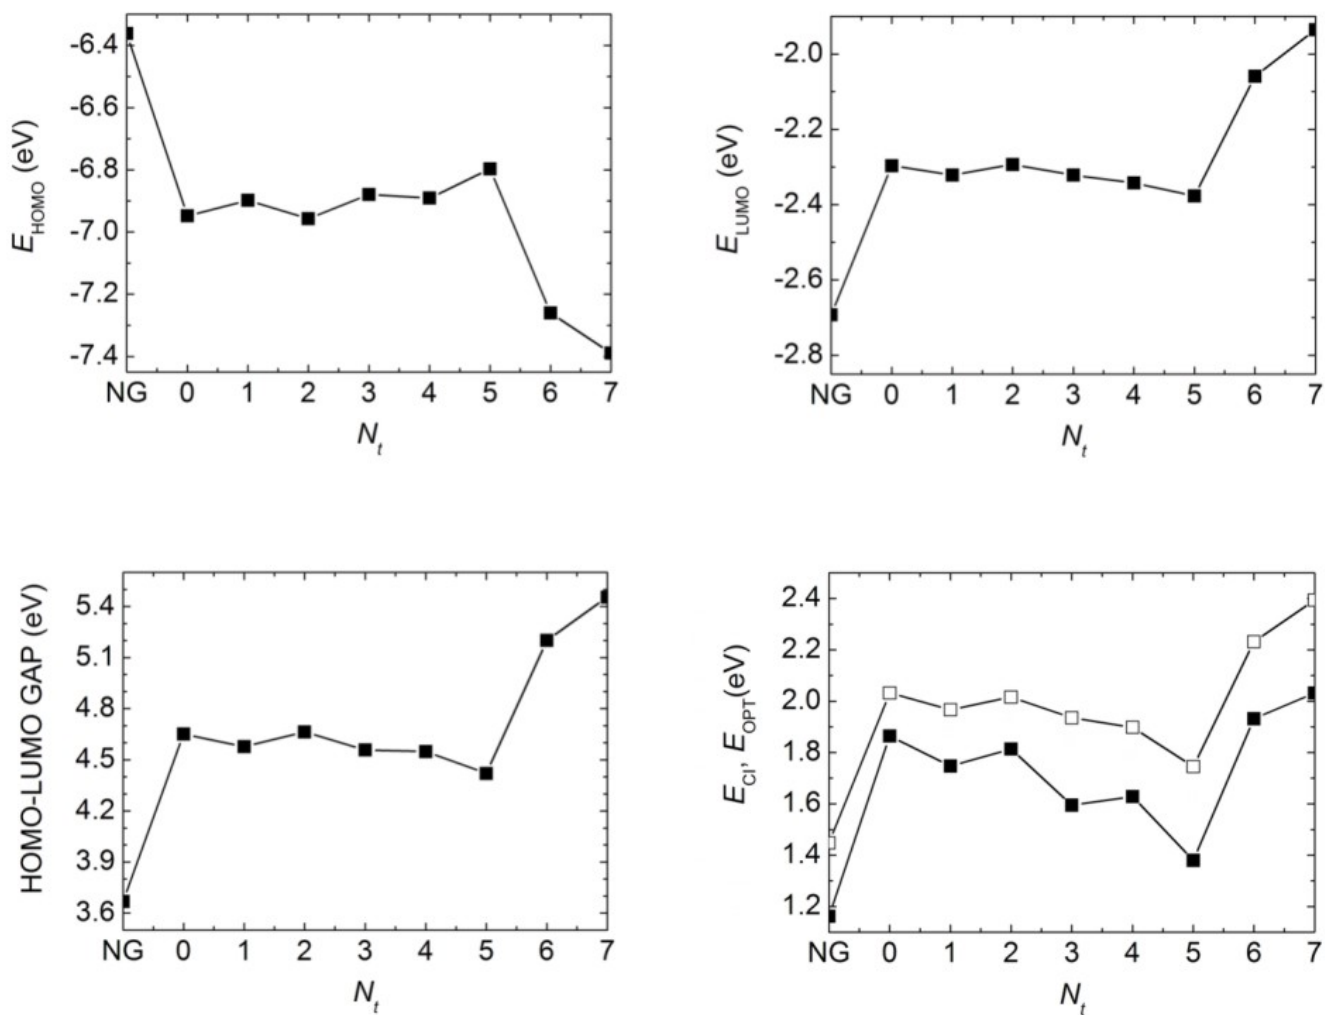 -6.4
-6.6
-6.8
-7.0
-7.2
-7.4
E_HOMO (eV)
NG 0 1 2 3 4 5 6 7
N_t
-2.0
-2.2
-2.4
-2.6
-2.8
E_LUMO (eV)
NG 0 1 2 3 4 5 6 7
N_t
5.4
5.1
4.8
4.5
4.2
3.9
3.6
HOMO-LUMO GAP (eV)
NG 0 1 2 3 4 5 6 7
N_t
2.4
2.2
2.0
1.8
1.6
1.4
1.2
E_CI, E_OPT(eV)
NG 0 1 2 3 4 5 6 7
N_t